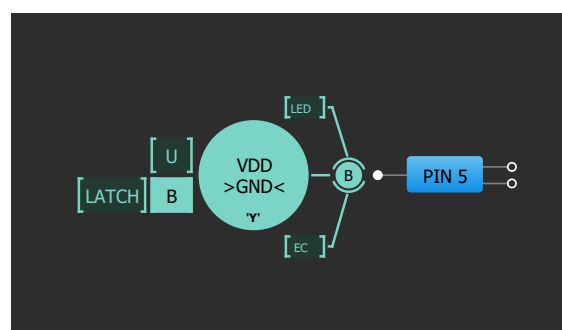 LED
U
VDD
>GND<
'Y'
B
PIN 5
LATCH
B
EC